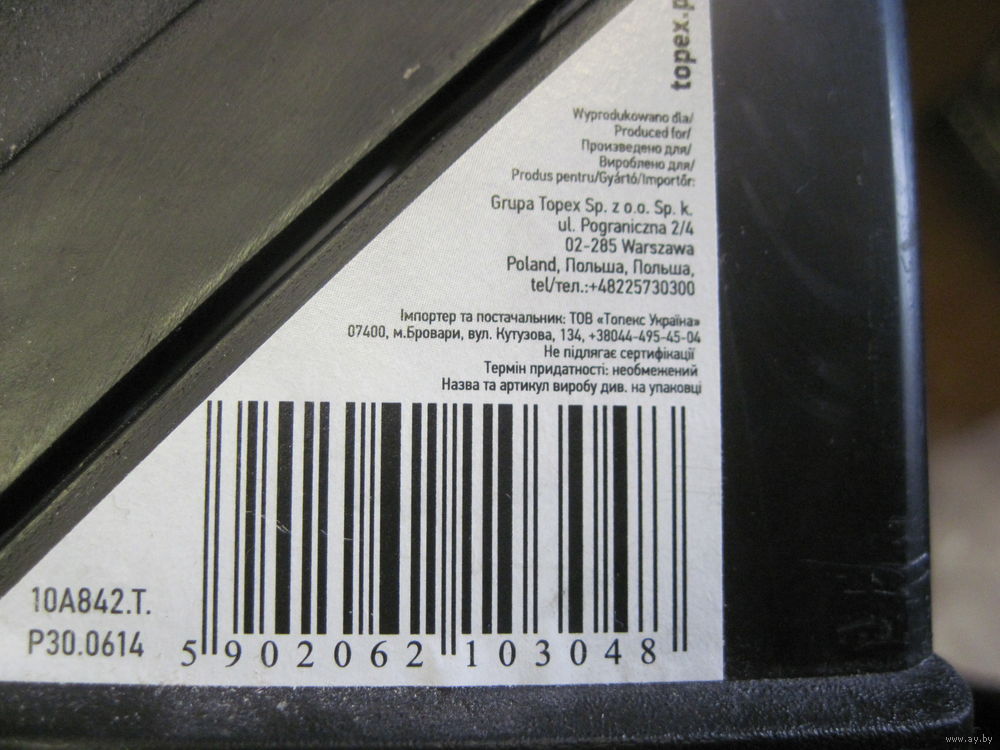 topex.p
Wyprodukowano dla/
Produced for/
Произведено для/
Вироблено для/
Produs pentru/Gyártó/Importőr:
Grupa Topex Sp. z o.o. Sp. k.
ul. Pograniczna 2/4
02-285 Warszawa
Poland, Польша, Польша,
tel/тел.:+48225730300
Імпортер та постачальник: ТОВ «Топекс Україна»
07400, м.Бровари, вул. Кутузова, 134, +38044-495-45-04
Не підлягає сертифікації
Термін придатності: необмежений
Назва та артикул виробу див. на упаковці
10A842.T.
P30.0614
5 902062 103048
www.ay.by